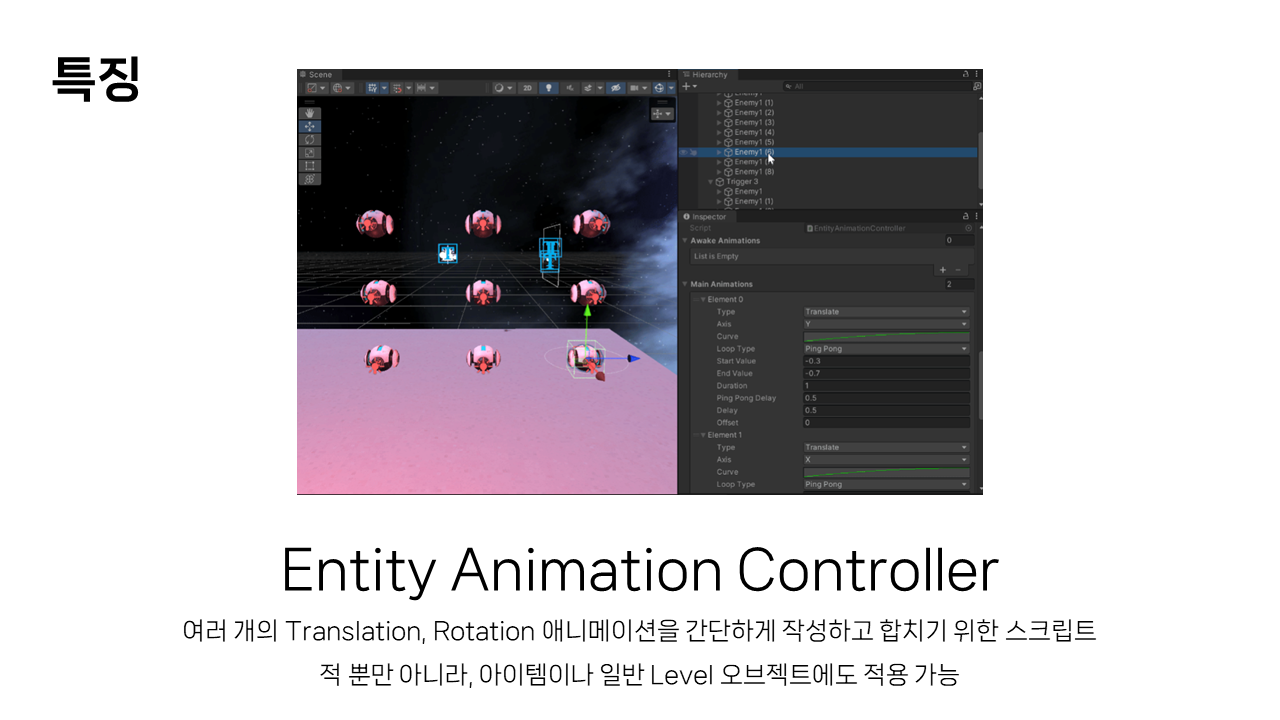 특징
Scene
Hierarchy
2D
All
Enemy1 (1)
Enemy1 (2)
Enemy1 (3)
Enemy1 (4)
Enemy1 (5)
Enemy1 (6)
Enemy1
Enemy1 (8)
Trigger 3
Enemy1
Enemy1 (1)
Inspector
Script EntityAnimationController
Awake Animations 0
List is Empty
Main Animations 2
Element 0
Type Translate
Axis Y
Curve
Loop Type Ping Pong
Start Value -0.3
End Value -0.7
Duration 1
Ping Pong Delay 0.5
Delay 0.5
Offset 0
Element 1
Type Translate
Axis X
Curve
Loop Type Ping Pong
Entity Animation Controller
여러 개의 Translation, Rotation 애니메이션을 간단하게 작성하고 합치기 위한 스크립트
적 뿐만 아니라, 아이템이나 일반 Level 오브젝트에도 적용 가능